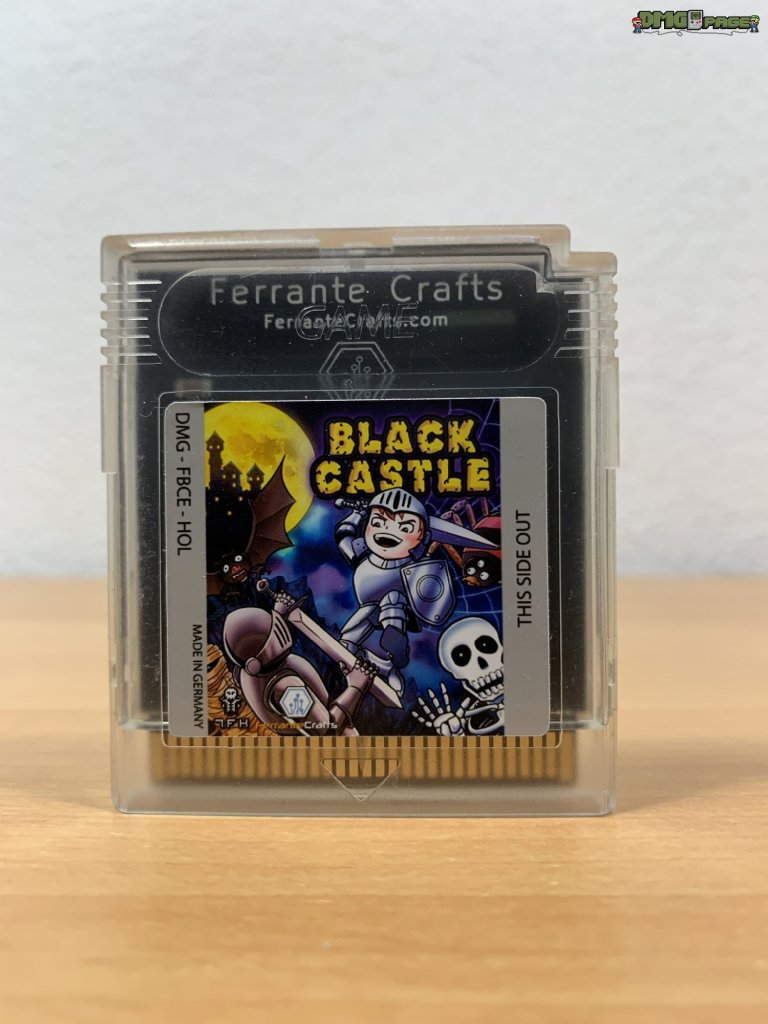 DMG PAGE
Ferrante Crafts
FerranteCrafts.com
GAME
BLACK
CASTLE
DMG - FBCE - HOL
THIS SIDE OUT
MADE IN GERMANY
TFH
FerranteCrafts